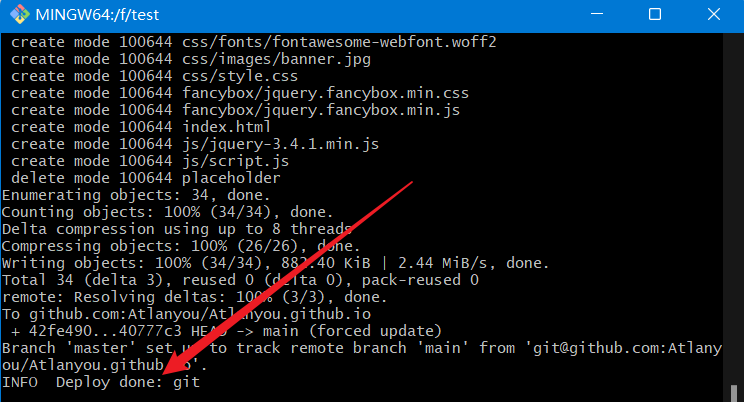 MINGW64:/f/test
create mode 100644 css/fonts/fontawesome-webfont.woff2
create mode 100644 css/images/banner.jpg
create mode 100644 css/style.css
create mode 100644 fancybox/jquery.fancybox.min.css
create mode 100644 fancybox/jquery.fancybox.min.js
create mode 100644 index.html
create mode 100644 js/jquery-3.4.1.min.js
create mode 100644 js/script.js
delete mode 100644 placeholder
Enumerating objects: 34, done.
Counting objects: 100% (34/34), done.
Delta compression using up to 8 threads
Compressing objects: 100% (26/26), done.
Writing objects: 100% (34/34), 882.40 KiB | 2.44 MiB/s, done.
Total 34 (delta 3), reused 0 (delta 0), pack-reused 0
remote: Resolving deltas: 100% (3/3), done.
To github.com:Atlanyou/Atlanyou.github.io
+ 42fe490...40777c3 HEAD -> main (forced update)
Branch 'master' set up to track remote branch 'main' from 'git@github.com:Atlany
ou/Atlanyou.github.io'.
INFO  Deploy done: git